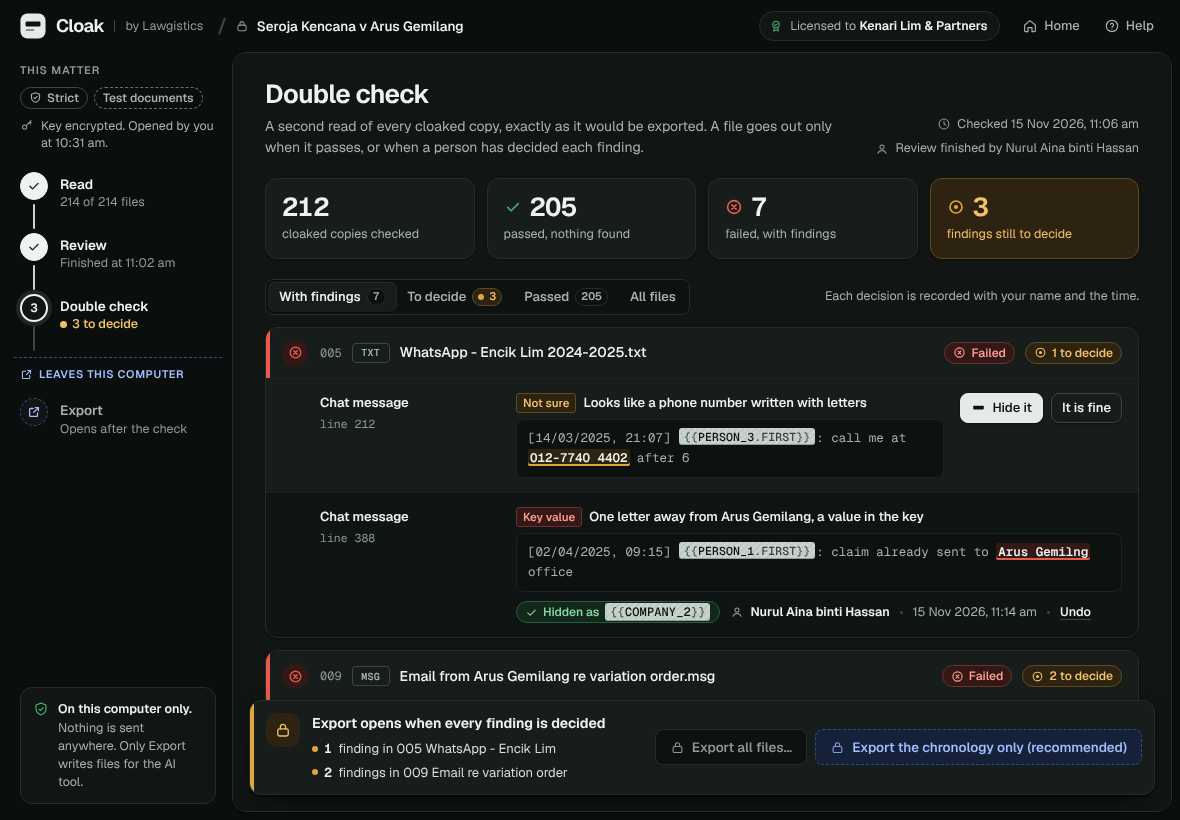 Cloak by Lawgistics / Seroja Kencana v Arus Gemilang
Licensed to Kenari Lim & Partners
Home
Help
THIS MATTER
Strict
Test documents
Key encrypted. Opened by you
at 10:31 am.
Read
214 of 214 files
Review
Finished at 11:02 am
3
Double check
3 to decide
LEAVES THIS COMPUTER
Export
Opens after the check
On this computer only.
Nothing is sent
anywhere. Only Export
writes files for the AI
tool.
Double check
A second read of every cloaked copy, exactly as it would be exported. A file goes out only
when it passes, or when a person has decided each finding.
Checked 15 Nov 2026, 11:06 am
Review finished by Nurul Aina binti Hassan
212
cloaked copies checked
205
passed, nothing found
7
failed, with findings
3
findings still to decide
With findings 7
To decide 3
Passed 205
All files
Each decision is recorded with your name and the time.
005 TXT WhatsApp - Encik Lim 2024-2025.txt
Failed
1 to decide
Chat message
line 212
Not sure Looks like a phone number written with letters
[14/03/2025, 21:07] {{PERSON_3.FIRST}}: call me at
012-7740 4402 after 6
Hide it
It is fine
Chat message
line 388
Key value One letter away from Arus Gemilang, a value in the key
[02/04/2025, 09:15] {{PERSON_1.FIRST}}: claim already sent to Arus Gemilng
office
Hidden as {{COMPANY_2}} Nurul Aina binti Hassan • 15 Nov 2026, 11:14 am • Undo
009 MSG Email from Arus Gemilang re variation order.msg
Failed
2 to decide
Export opens when every finding is decided
1 finding in 005 WhatsApp - Encik Lim
2 findings in 009 Email re variation order
Export all files…
Export the chronology only (recommended)